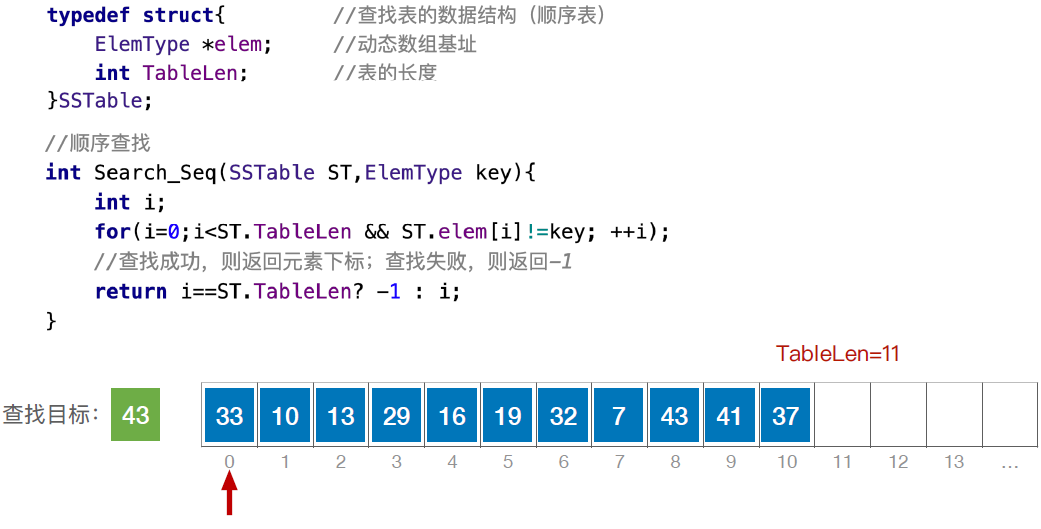 typedef struct{ //查找表的数据结构（顺序表）
ElemType *elem; //动态数组基址
int TableLen; //表的长度
}SSTable;
//顺序查找
int Search_Seq(SSTable ST,ElemType key){
int i;
for(i=0;i<ST.TableLen && ST.elem[i]!=key; ++i);
//查找成功，则返回元素下标；查找失败，则返回-1
return i==ST.TableLen? -1 : i;
}
TableLen=11
查找目标： 43 33 10 13 29 16 19 32 7 43 41 37
0 1 2 3 4 5 6 7 8 9 10 11 12 13 ...